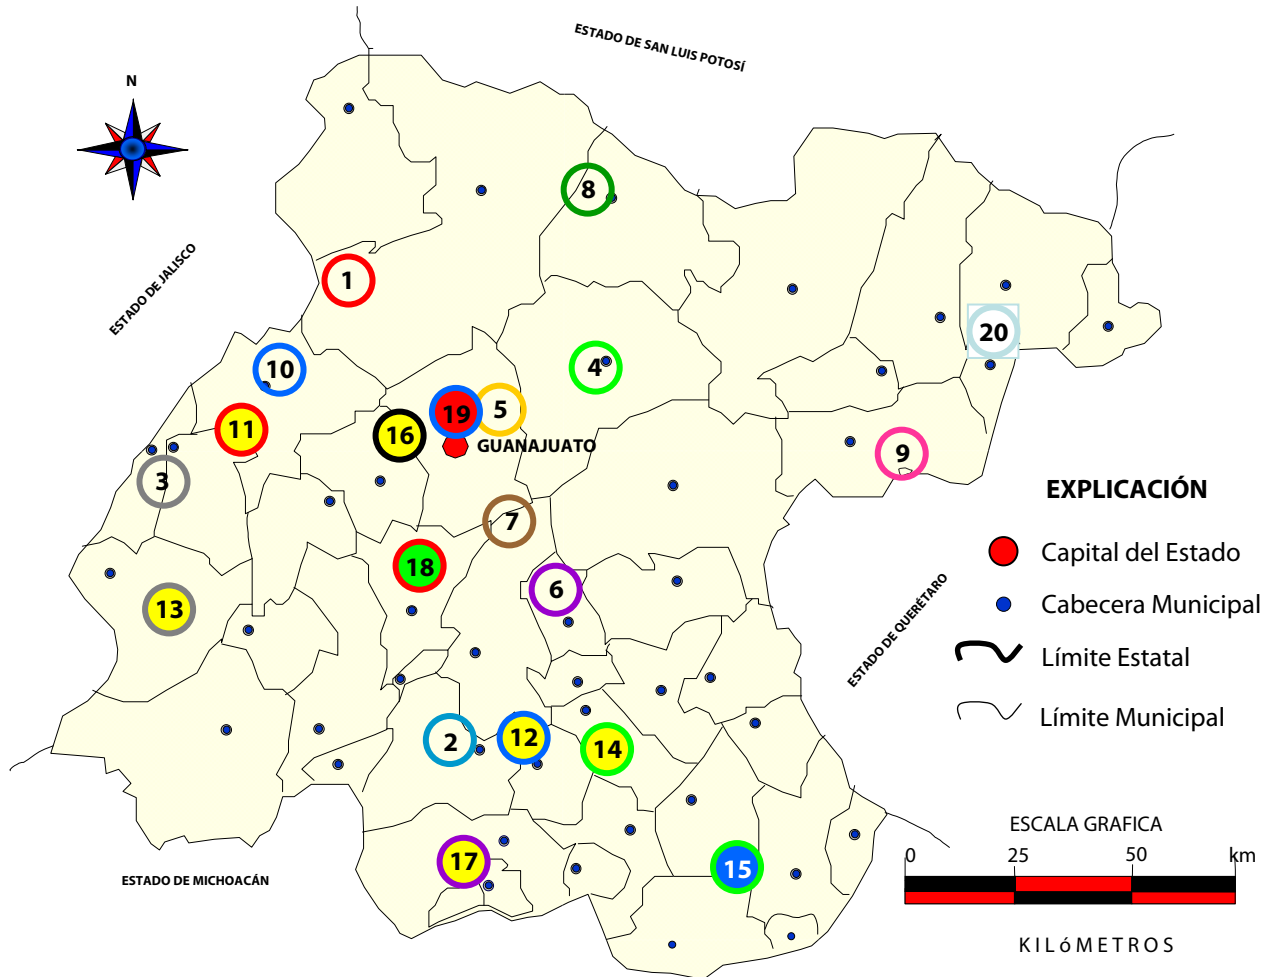 ESTADO DE SAN LUIS POTOSÍ
N
8
ESTADO DE JALISCO
1
20
10
4
19
5
11
16
GUANAJUATO
9
3
EXPLICACIÓN
7
Capital del Estado
18
6
13
Cabecera Municipal
ESTADO DE QUERÉTARO
Límite Estatal
Límite Municipal
2
12
14
ESCALA GRAFICA
0 25 50 km
17
15
ESTADO DE MICHOACÁN
KILóMETROS